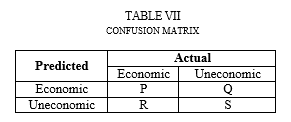 TABLE VII
CONFUSION MATRIX
Predicted Actual
Economic Uneconomic
Economic P Q
Uneconomic R S